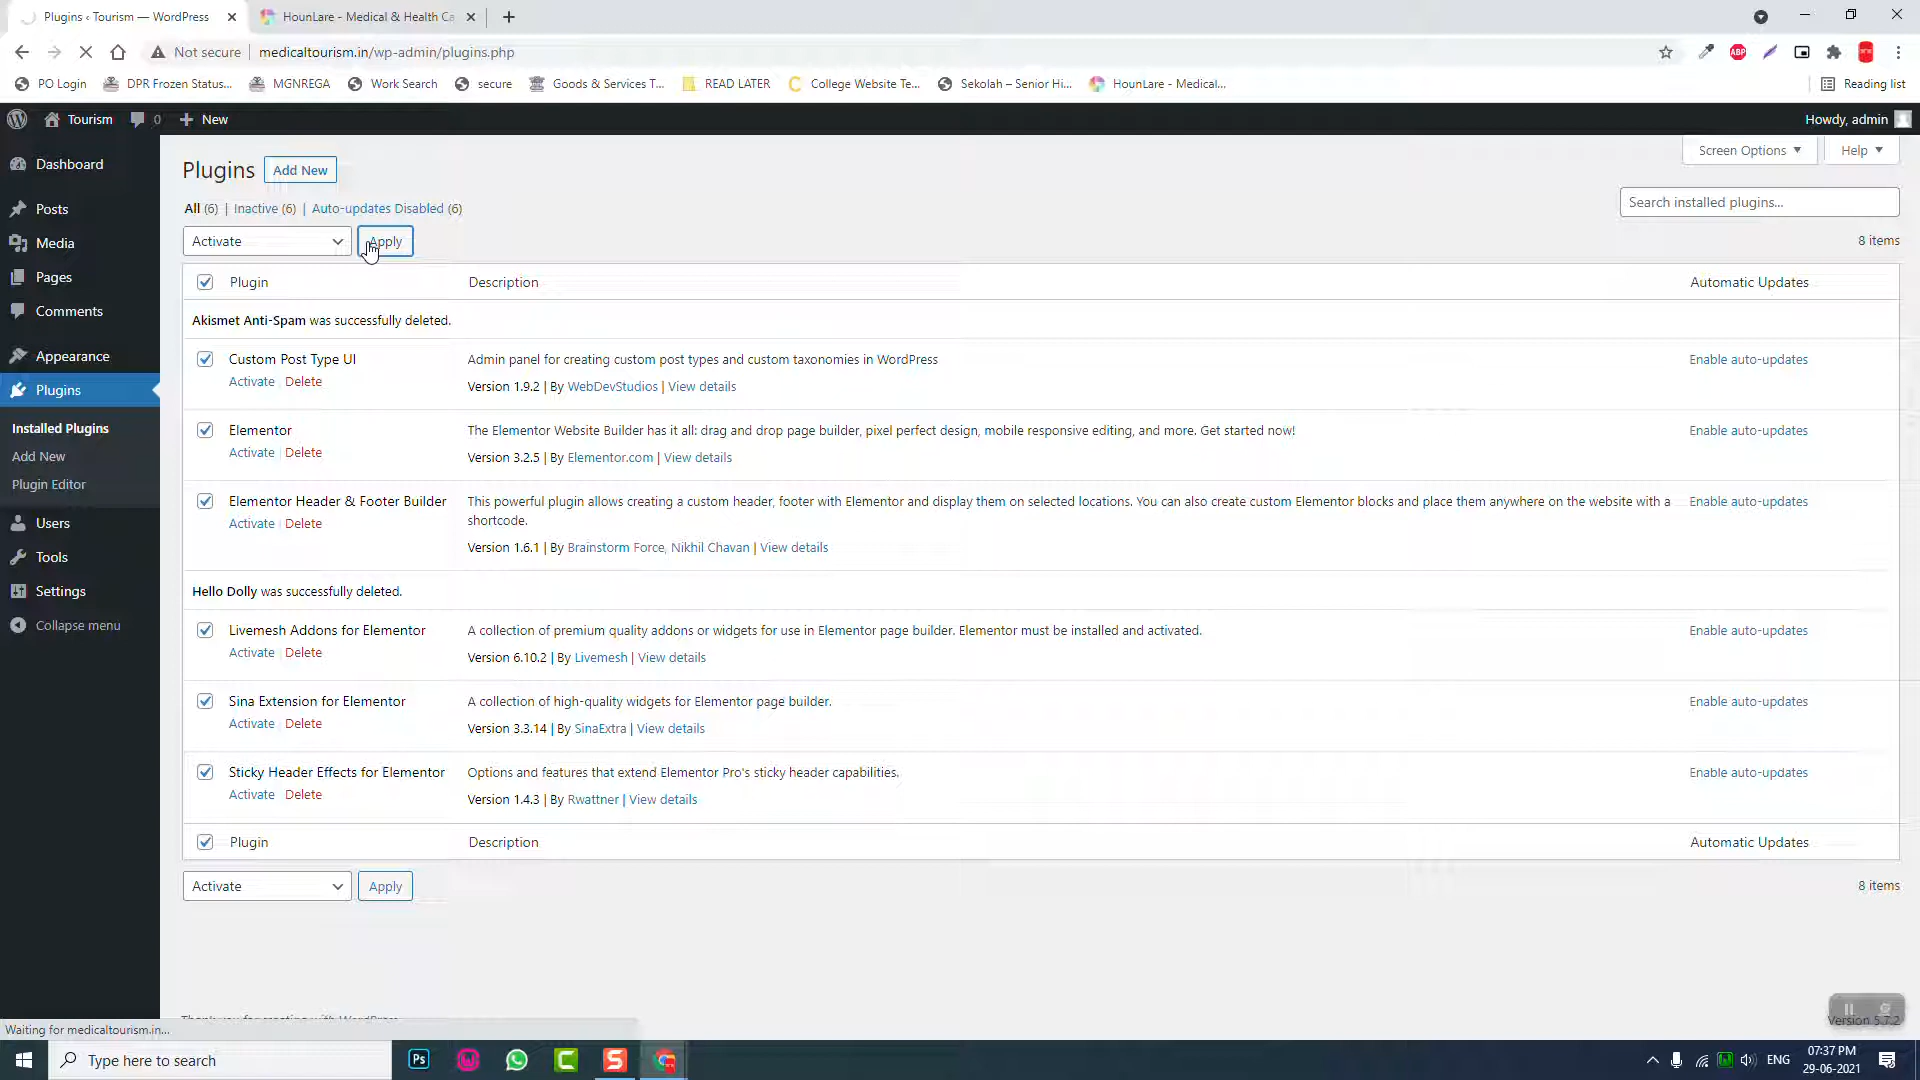 Plugins ‹ Tourism — WordPress
HounLare - Medical & Health Ca
Not secure
medicaltourism.in/wp-admin/plugins.php
ABP
PO Login
DPR Frozen Status...
MGNREGA
Work Search
secure
Goods & Services T...
READ LATER
College Website Te...
Sekolah – Senior Hi...
HounLare - Medical...
Reading list
Tourism
0
New
Howdy, admin
Dashboard
Posts
Media
Pages
Comments
Appearance
Plugins
Installed Plugins
Add New
Plugin Editor
Users
Tools
Settings
Collapse menu
Plugins
Add New
Screen Options
Help
All (6) | Inactive (6) | Auto-updates Disabled (6)
Search installed plugins...
Activate
Apply
8 items
Plugin
Description
Automatic Updates
Akismet Anti-Spam was successfully deleted.
Custom Post Type UI
Activate | Delete
Admin panel for creating custom post types and custom taxonomies in WordPress
Version 1.9.2 | By WebDevStudios | View details
Enable auto-updates
Elementor
Activate | Delete
The Elementor Website Builder has it all: drag and drop page builder, pixel perfect design, mobile responsive editing, and more. Get started now!
Version 3.2.5 | By Elementor.com | View details
Enable auto-updates
Elementor Header & Footer Builder
Activate | Delete
This powerful plugin allows creating a custom header, footer with Elementor and display them on selected locations. You can also create custom Elementor blocks and place them anywhere on the website with a
shortcode.
Version 1.6.1 | By Brainstorm Force, Nikhil Chavan | View details
Enable auto-updates
Hello Dolly was successfully deleted.
Livemesh Addons for Elementor
Activate | Delete
A collection of premium quality addons or widgets for use in Elementor page builder. Elementor must be installed and activated.
Version 6.10.2 | By Livemesh | View details
Enable auto-updates
Sina Extension for Elementor
Activate | Delete
A collection of high-quality widgets for Elementor page builder.
Version 3.3.14 | By SinaExtra | View details
Enable auto-updates
Sticky Header Effects for Elementor
Activate | Delete
Options and features that extend Elementor Pro's sticky header capabilities.
Version 1.4.3 | By Rwattner | View details
Enable auto-updates
Plugin
Description
Automatic Updates
Activate
Apply
8 items
Thank you for creating with WordPress
Version 5.7.2
Waiting for medicaltourism.in...
Type here to search
Ps
ENG
07:37 PM
29-06-2021